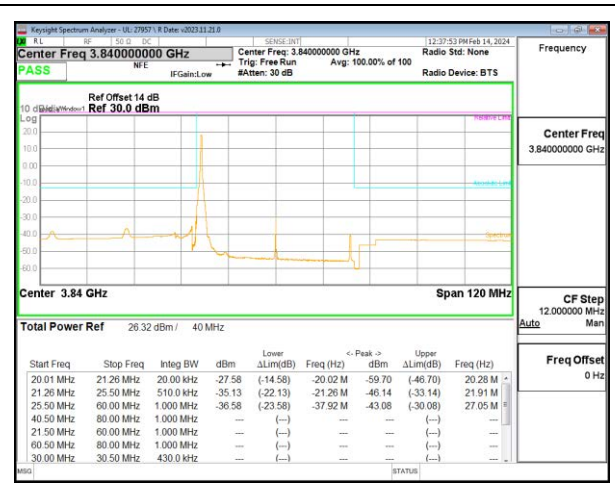 Keysight Spectrum Analyzer - UL: 27957 \ R Date: v2023.11.21.0
RL RF 50 Ω DC SENSE:INT 12:37:53 PM Feb 14, 2024
Center Freq 3.840000000 GHz Center Freq: 3.840000000 GHz Radio Std: None Frequency
PASS NFE IFGain:Low Trig: Free Run Avg: 100.00% of 100
#Atten: 30 dB Radio Device: BTS
Ref Offset 14 dB
10 dB/div Ref 30.0 dBm
Log Relative Limit
20.0
10.0
0.00
-10.0 Absolute Limit
-20.0
-30.0
-40.0 Spectrum
-50.0
-60.0
Center 3.84 GHz Span 120 MHz
Center Freq
3.840000000 GHz
CF Step
12.000000 MHz
Auto Man
Freq Offset
0 Hz
Total Power Ref 26.32 dBm / 40 MHz
Lower <- Peak -> Upper
Start Freq Stop Freq Integ BW dBm ΔLim(dB) Freq (Hz) dBm ΔLim(dB) Freq (Hz)
20.01 MHz 21.26 MHz 20.00 kHz -27.58 (-14.58) -20.02 M -59.70 (-46.70) 20.28 M
21.26 MHz 25.50 MHz 510.0 kHz -35.13 (-22.13) -21.26 M -46.14 (-33.14) 21.91 M
25.50 MHz 60.00 MHz 1.000 MHz -36.58 (-23.58) -37.92 M -43.08 (-30.08) 27.05 M
40.50 MHz 80.00 MHz 1.000 MHz --- (---) --- --- (---) ---
21.50 MHz 60.00 MHz 1.000 MHz --- (---) --- --- (---) ---
60.50 MHz 80.00 MHz 1.000 MHz --- (---) --- --- (---) ---
30.00 MHz 30.50 MHz 430.0 kHz --- (---) --- --- (---) ---
MSG STATUS